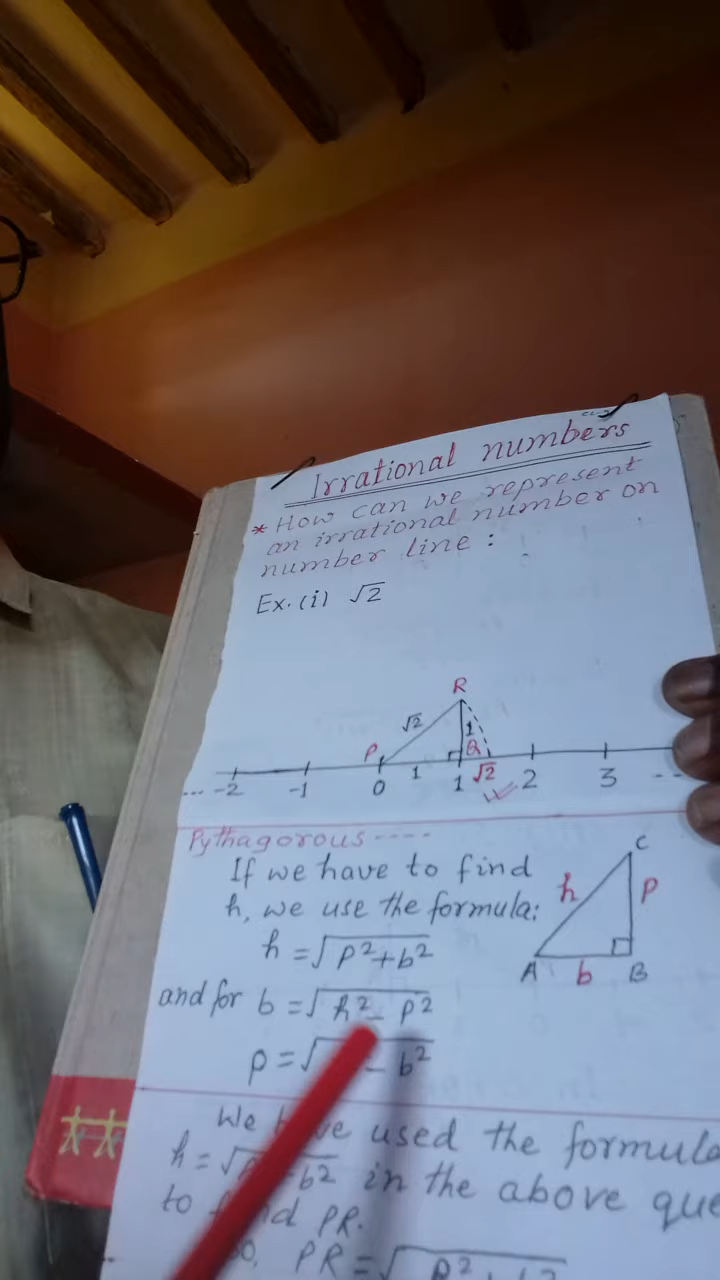 Irrational numbers
* How can we represent
an irrational number on
number line :
Ex. (i) √2
R
√2
1
P
Q
1
... -2 -1 0 1 √2 2 3 --
Pythagorous ----
If we have to find
h, we use the formula:
h = √p²+b²
and for b = √h² - p²
p = √ - b²
C
h
p
A b B
We used the formula
h = √ b² in the above que
to PR.
PR = √